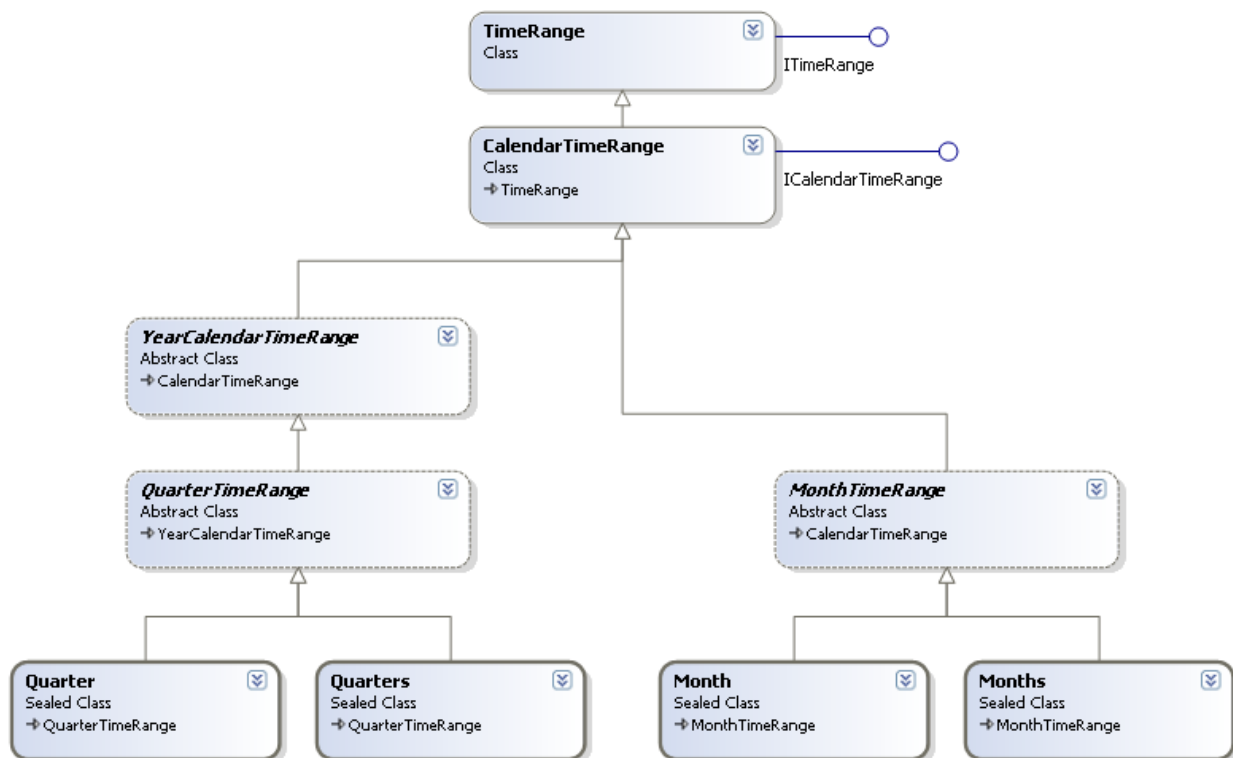 TimeRange
Class
ITimeRange
CalendarTimeRange
Class
TimeRange
ICalendarTimeRange
YearCalendarTimeRange
Abstract Class
CalendarTimeRange
QuarterTimeRange
Abstract Class
YearCalendarTimeRange
MonthTimeRange
Abstract Class
CalendarTimeRange
Quarter
Sealed Class
QuarterTimeRange
Quarters
Sealed Class
QuarterTimeRange
Month
Sealed Class
MonthTimeRange
Months
Sealed Class
MonthTimeRange